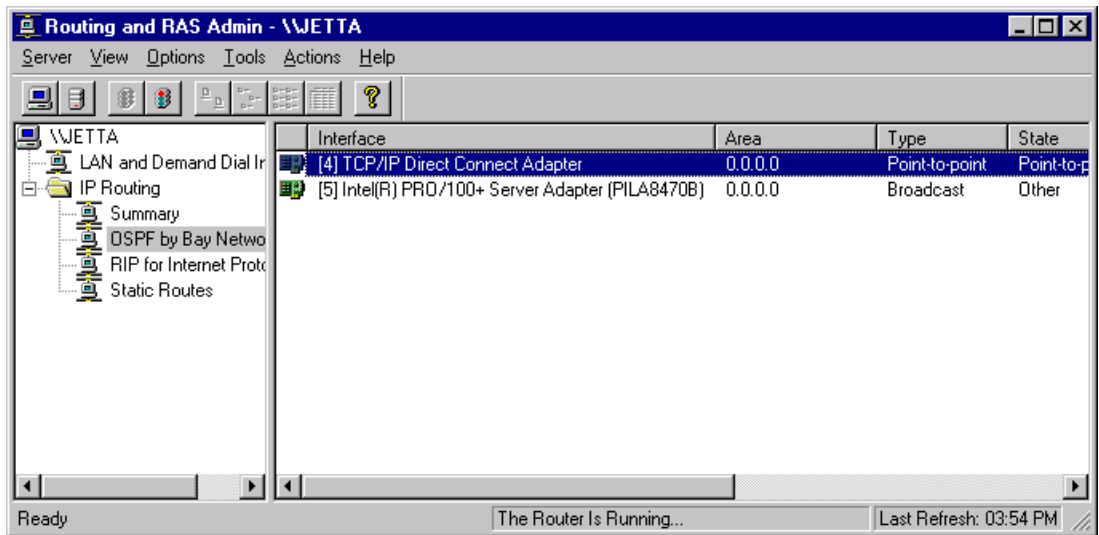 Routing and RAS Admin - \\JETTA
Server View Options Tools Actions Help
\\JETTA
LAN and Demand Dial Ir
IP Routing
Summary
OSPF by Bay Netwo
RIP for Internet Proto
Static Routes
Interface Area Type State
[4] TCP/IP Direct Connect Adapter 0.0.0.0 Point-to-point Point-to-p
[5] Intel(R) PRO/100+ Server Adapter (PILA8470B) 0.0.0.0 Broadcast Other
Ready The Router Is Running... Last Refresh: 03:54 PM